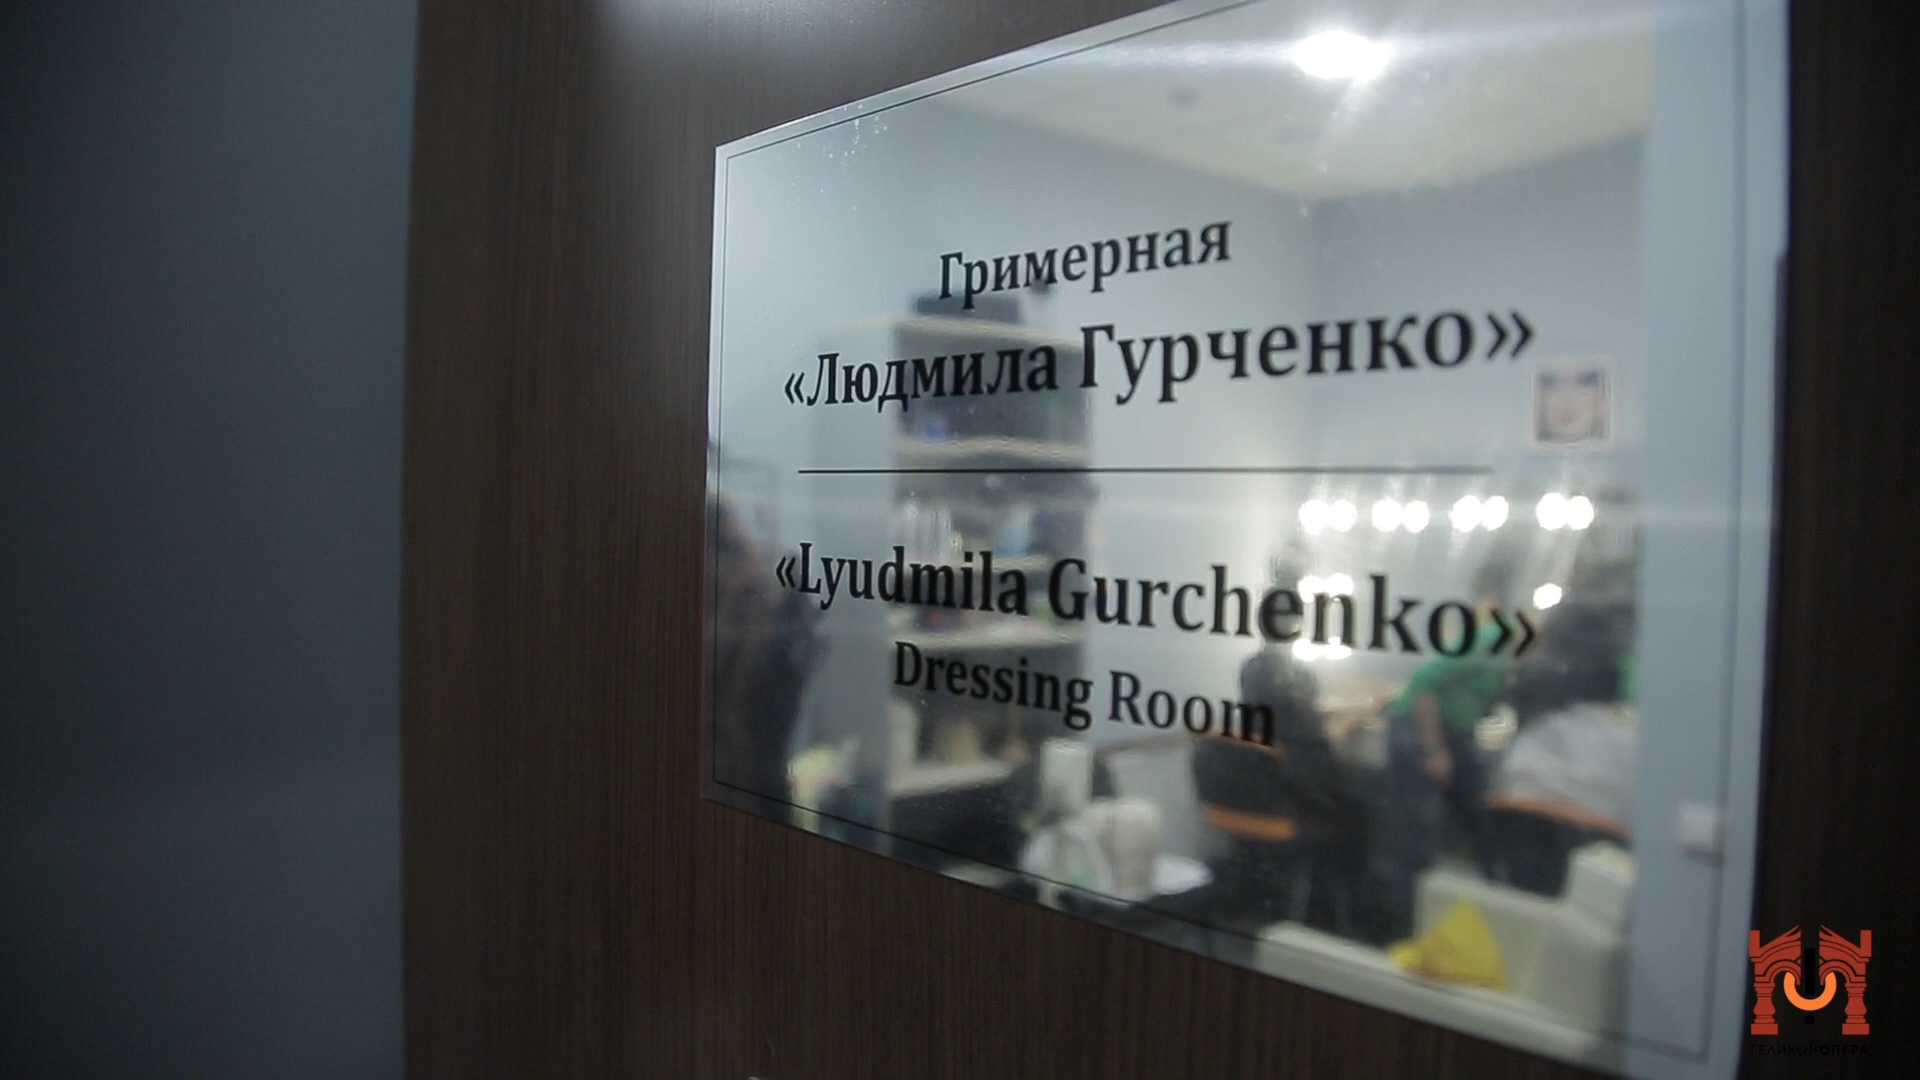 Гримерная
«Людмила Гурченко»
«Lyudmila Gurchenko»
Dressing Room
ГЕЛИКОНОПЕРА